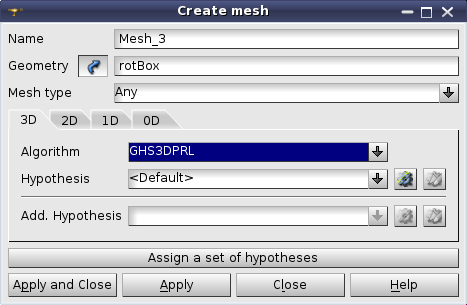 Create mesh
Name Mesh_3
Geometry rotBox
Mesh type Any
3D 2D 1D 0D
Algorithm GHS3DPRL
Hypothesis <Default>
Add. Hypothesis
Assign a set of hypotheses
Apply and Close Apply Close Help